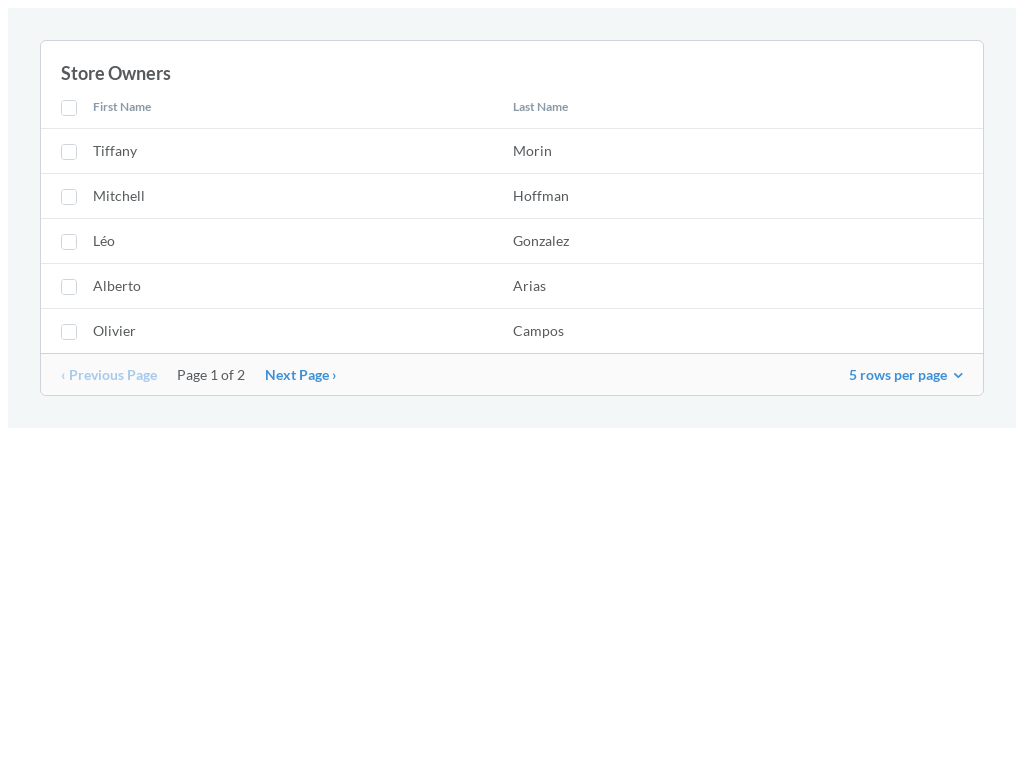 Store Owners
First Name Last Name
Tiffany Morin
Mitchell Hoffman
Léo Gonzalez
Alberto Arias
Olivier Campos
‹ Previous Page Page 1 of 2 Next Page › 5 rows per page